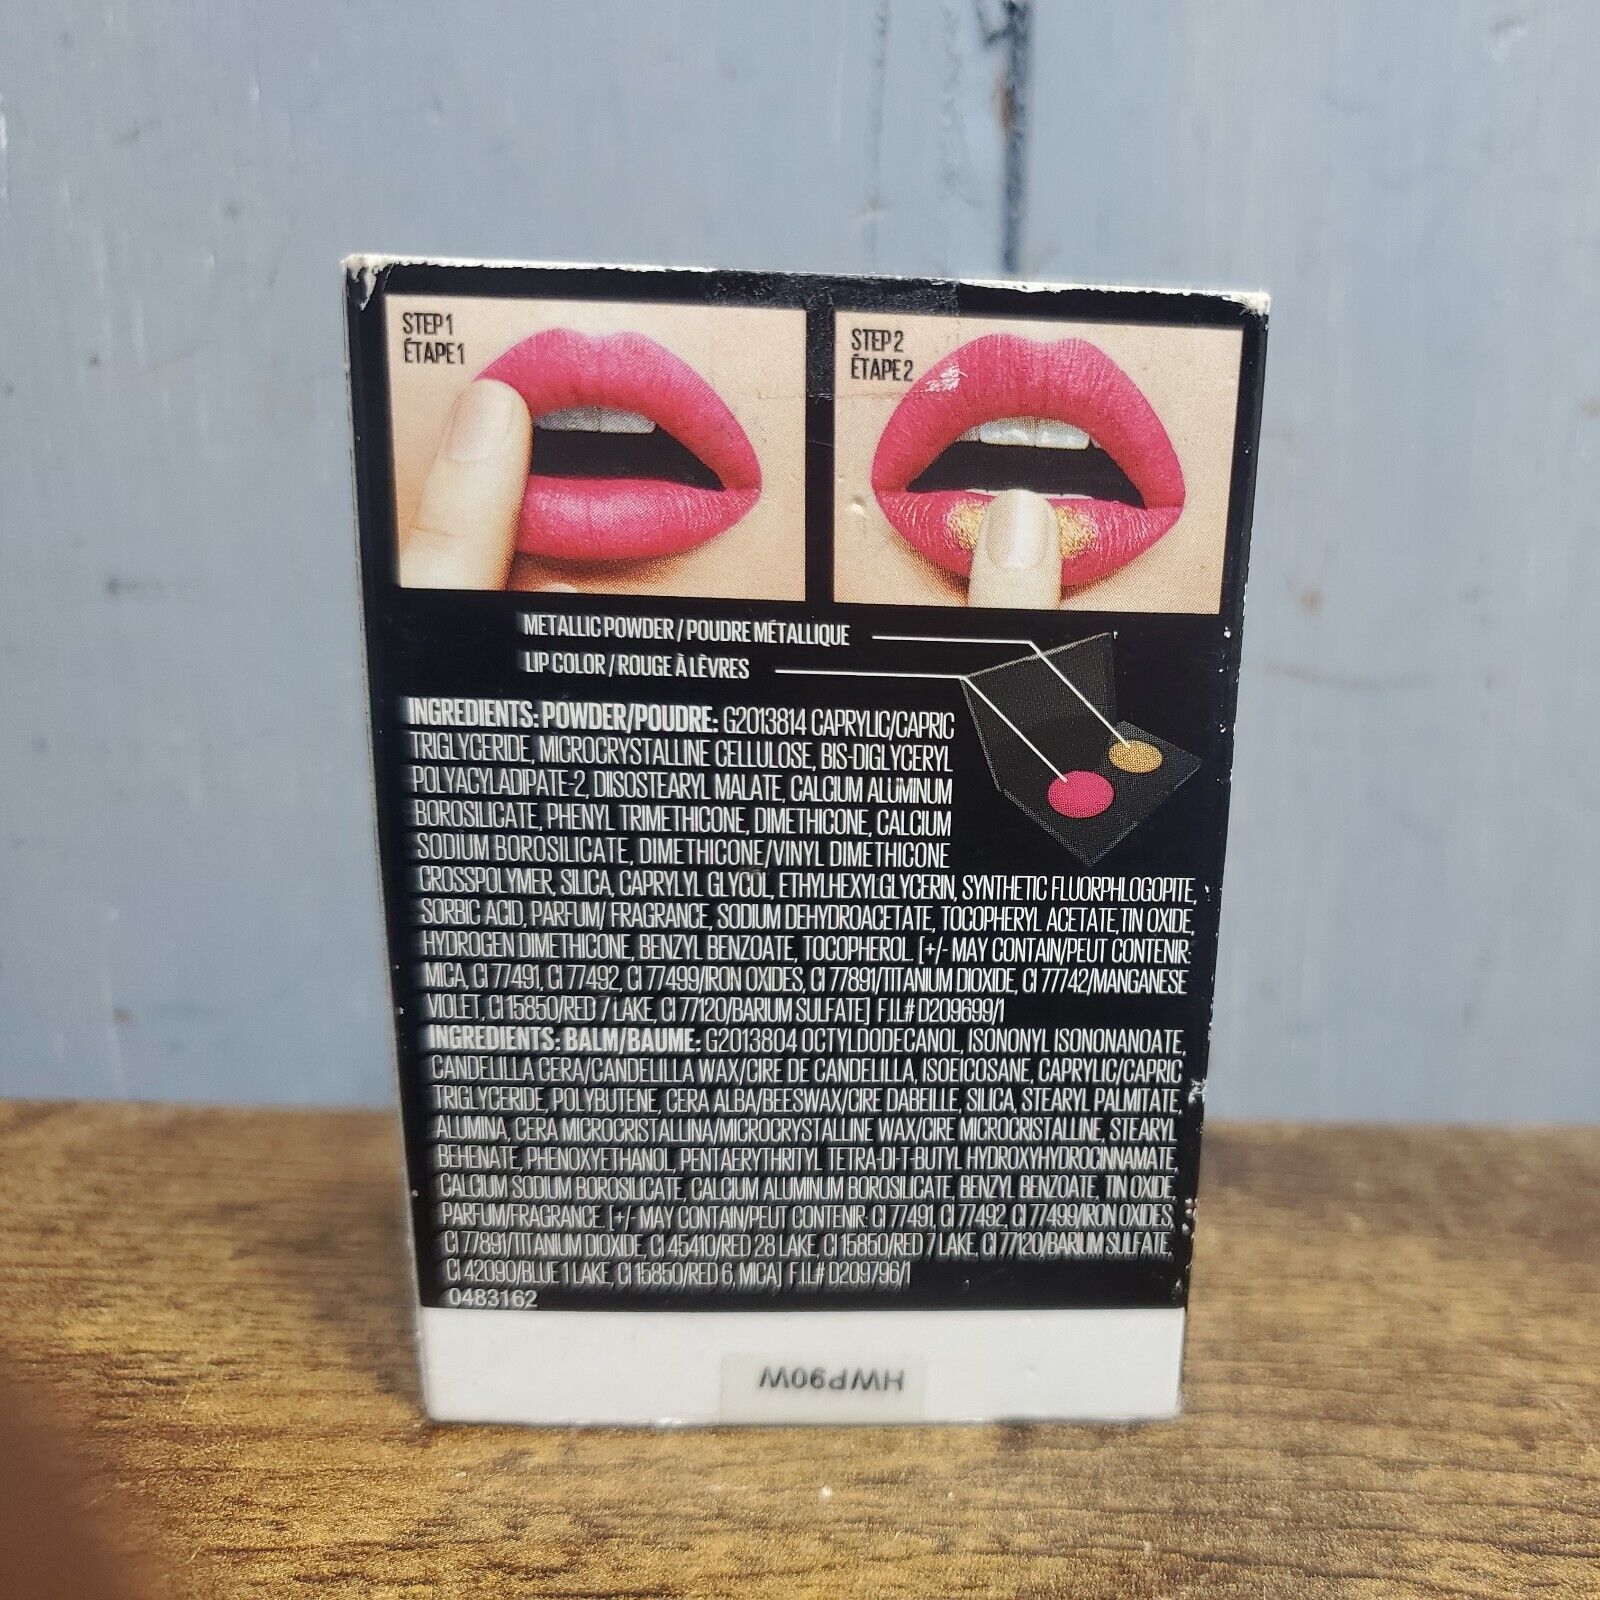 STEP 1
ÉTAPE 1
STEP 2
ÉTAPE 2
METALLIC POWDER / POUDRE MÉTALLIQUE
LIP COLOR / ROUGE À LÈVRES
INGREDIENTS: POWDER/POUDRE: G2013814 CAPRYLIC/CAPRIC
TRIGLYCERIDE, MICROCRYSTALLINE CELLULOSE, BIS-DIGLYCERYL
POLYACYLADIPATE-2, DIISOSTEARYL MALATE, CALCIUM ALUMINUM
BOROSILICATE, PHENYL TRIMETHICONE, DIMETHICONE, CALCIUM
SODIUM BOROSILICATE, DIMETHICONE/VINYL DIMETHICONE
CROSSPOLYMER, SILICA, CAPRYLYL GLYCOL, ETHYLHEXYLGLYCERIN, SYNTHETIC FLUORPHLOGOPITE,
SORBIC ACID, PARFUM/ FRAGRANCE, SODIUM DEHYDROACETATE, TOCOPHERYL ACETATE, TIN OXIDE,
HYDROGEN DIMETHICONE, BENZYL BENZOATE, TOCOPHEROL. [+/- MAY CONTAIN/PEUT CONTENIR:
MICA, CI 77491, CI 77492, CI 77499/IRON OXIDES, CI 77891/TITANIUM DIOXIDE, CI 77742/MANGANESE
VIOLET, CI 15850/RED 7 LAKE, CI 77120/BARIUM SULFATE] F.I.L# D209699/1
INGREDIENTS: BALM/BAUME: G2013804 OCTYLDODECANOL, ISONONYL ISONONANOATE,
CANDELILLA CERA/CANDELILLA WAX/CIRE DE CANDELILLA, ISOEICOSANE, CAPRYLIC/CAPRIC
TRIGLYCERIDE, POLYBUTENE, CERA ALBA/BEESWAX/CIRE DABEILLE, SILICA, STEARYL PALMITATE,
ALUMINA, CERA MICROCRISTALLINA/MICROCRYSTALLINE WAX/CIRE MICROCRISTALLINE, STEARYL
BEHENATE, PHENOXYETHANOL, PENTAERYTHRITYL TETRA-DI-T-BUTYL HYDROXYHYDROCINNAMATE,
CALCIUM SODIUM BOROSILICATE, CALCIUM ALUMINUM BOROSILICATE, BENZYL BENZOATE, TIN OXIDE,
PARFUM/FRAGRANCE. [+/- MAY CONTAIN/PEUT CONTENIR: CI 77491, CI 77492, CI 77499/IRON OXIDES,
CI 77891/TITANIUM DIOXIDE, CI 45410/RED 28 LAKE, CI 15850/RED 7 LAKE, CI 77120/BARIUM SULFATE,
CI 42090/BLUE 1 LAKE, CI 15850/RED 6, MICA] F.I.L# D209796/1
0483162
HWP90W